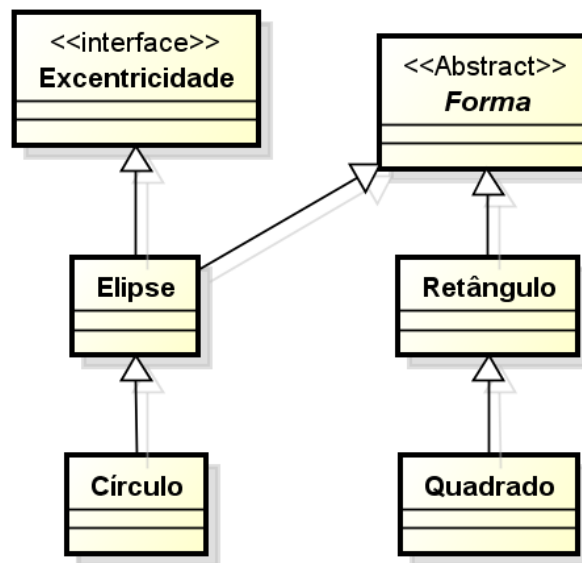 <<interface>>
Excentricidade
<<Abstract>>
Forma
Elipse
Retângulo
Círculo
Quadrado